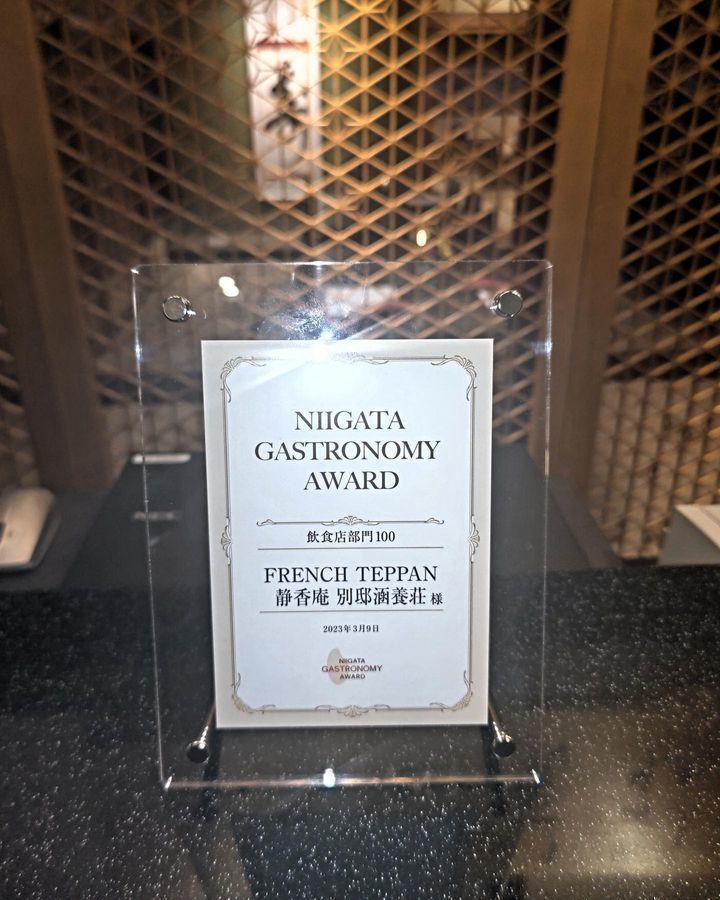 NIIGATA
GASTRONOMY
AWARD
飲食店部門100
FRENCH TEPPAN
静香庵 別邸涵養荘 様
2023年3月9日
NIIGATA
GASTRONOMY
AWARD